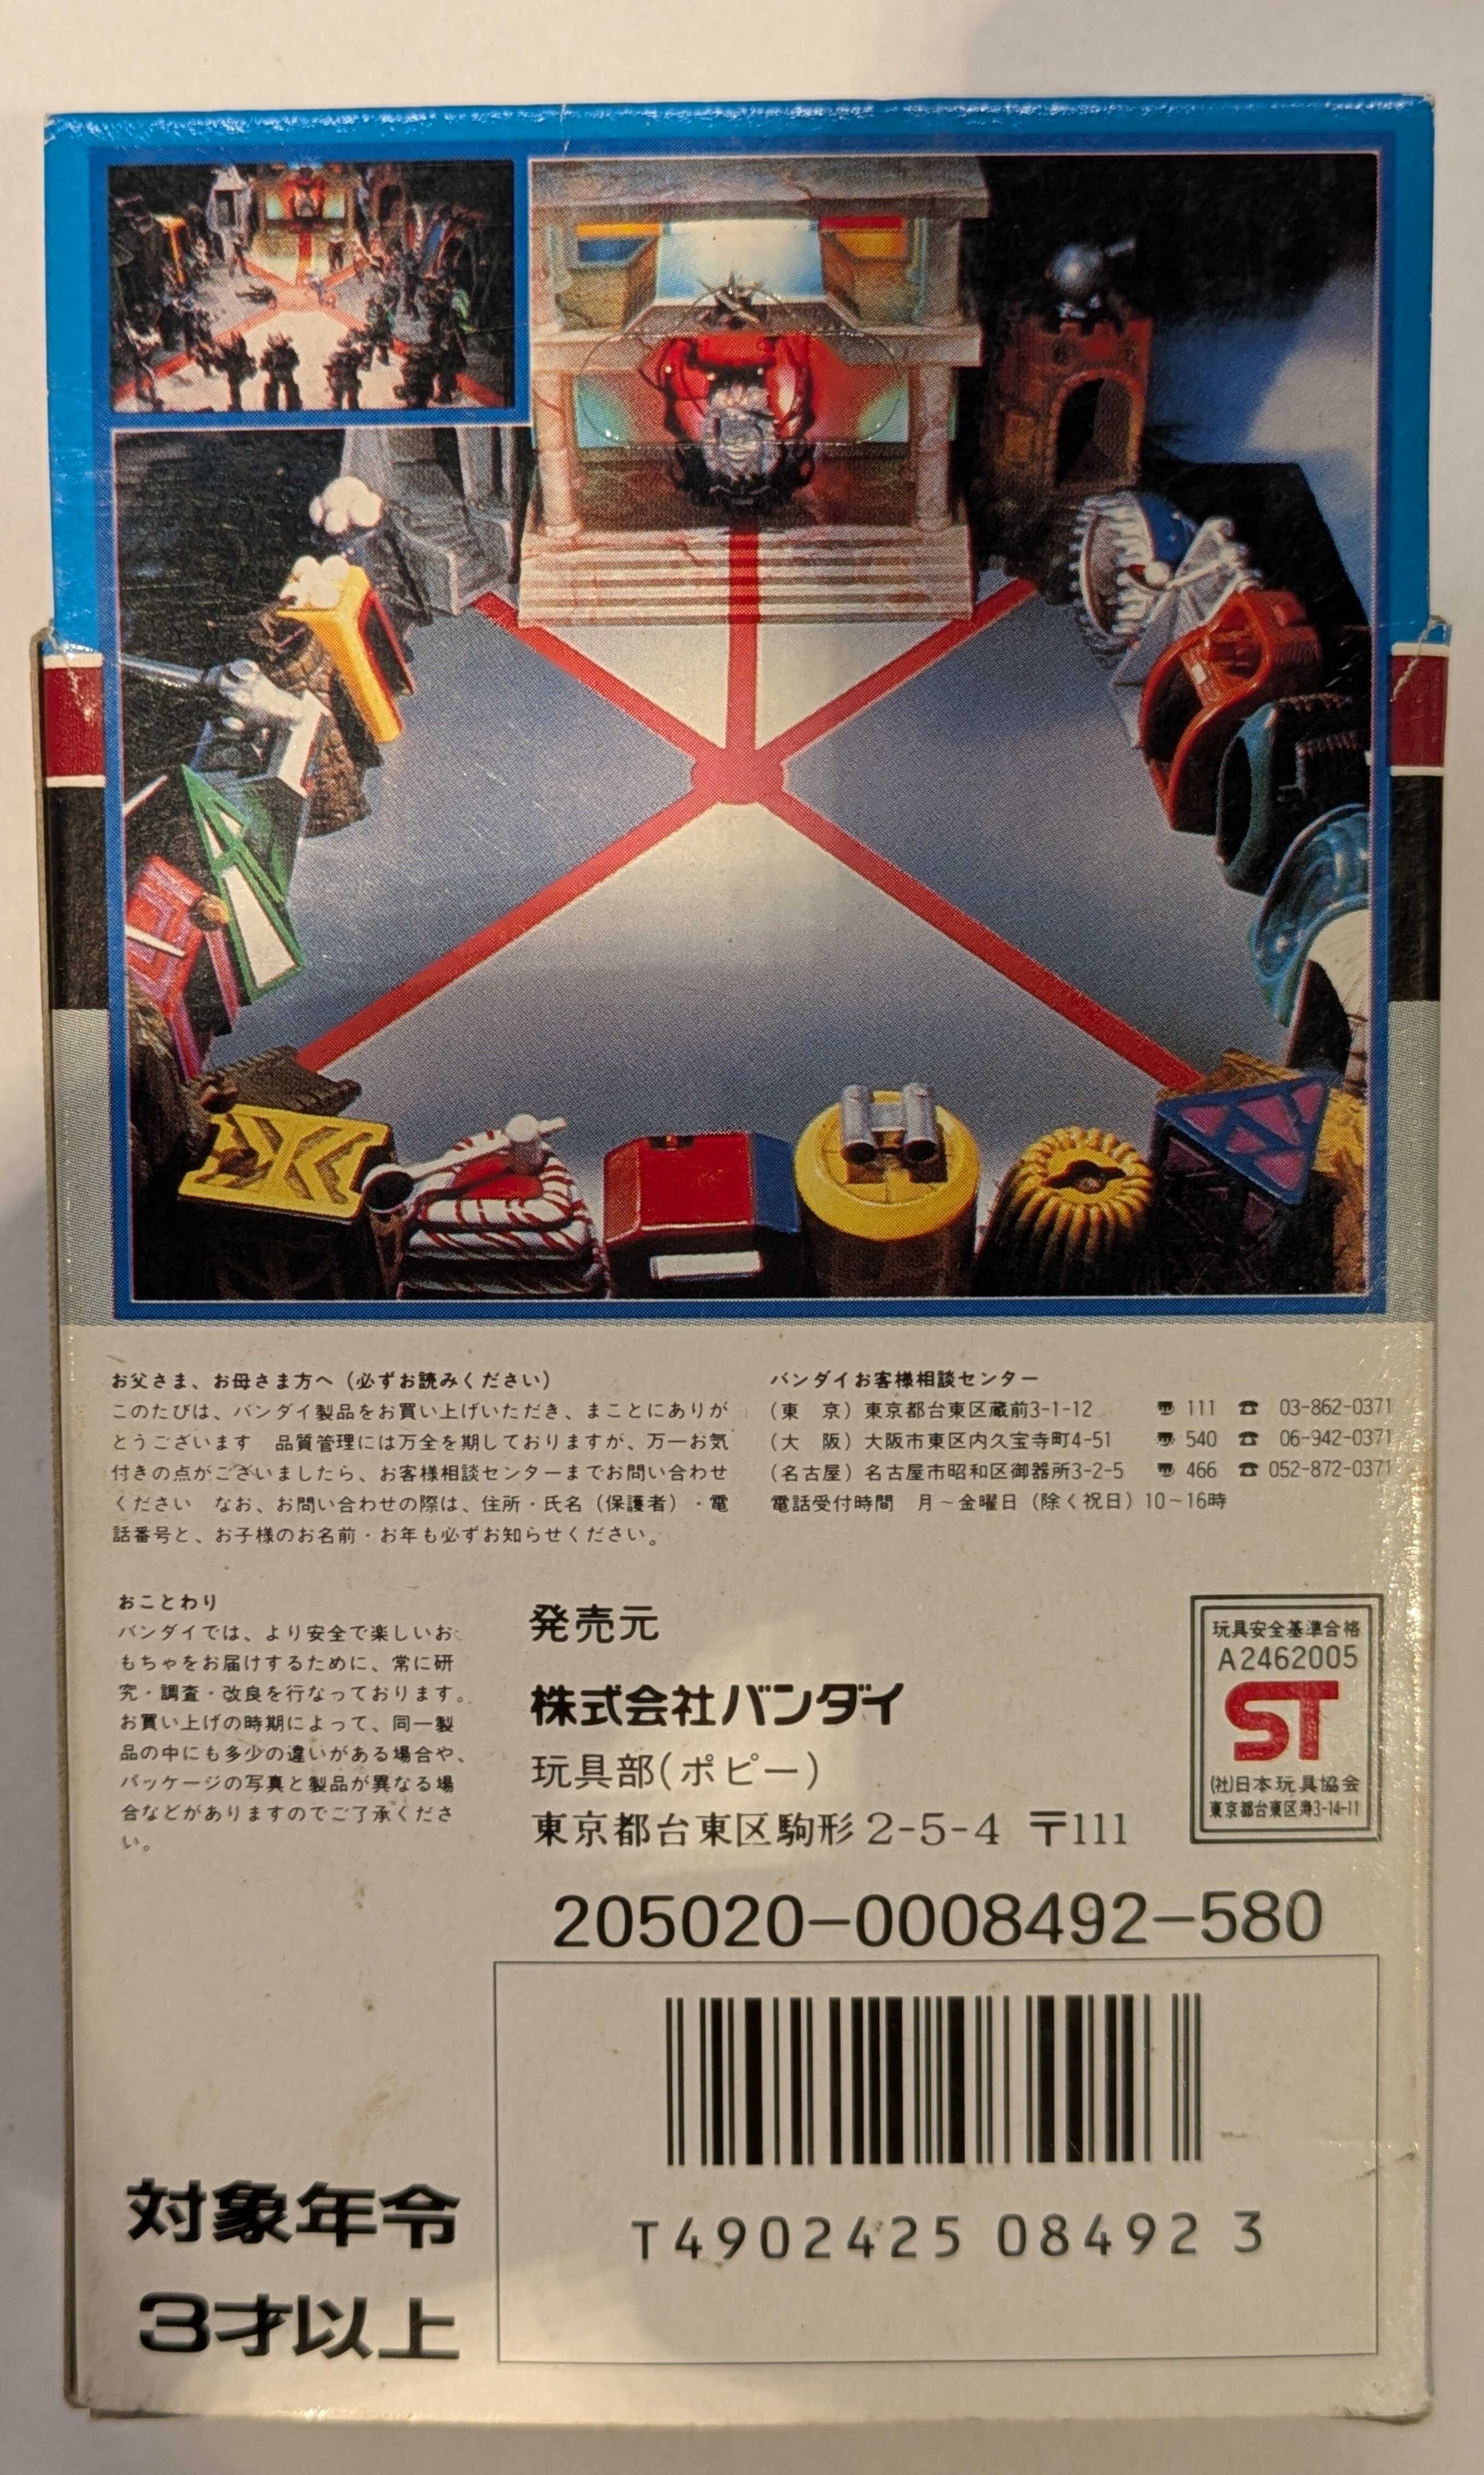 お父さま、お母さま方へ（必ずお読みください）
このたびは、バンダイ製品をお買い上げいただき、まことにありが
とうございます　品質管理には万全を期しておりますが、万一お気
付きの点がございましたら、お客様相談センターまでお問い合わせ
ください　なお、お問い合わせの際は、住所・氏名（保護者）・電
話番号と、お子様のお名前・お年も必ずお知らせください。
バンダイお客様相談センター
（東　京）東京都台東区蔵前3-1-12　〠 111　☎ 03-862-0371
（大　阪）大阪市東区内久宝寺町4-51　〠 540　☎ 06-942-0371
（名古屋）名古屋市昭和区御器所3-2-5　〠 466　☎ 052-872-0371
電話受付時間　月～金曜日（除く祝日）10～16時
おことわり
バンダイでは、より安全で楽しいお
もちゃをお届けするために、常に研
究・調査・改良を行なっております。
お買い上げの時期によって、同一製
品の中にも多少の違いがある場合や、
パッケージの写真と製品が異なる場
合などがありますのでご了承くださ
い。
発売元
株式会社バンダイ
玩具部(ポピー)
東京都台東区駒形2-5-4 〒111
玩具安全基準合格
A2462005
ST
(社)日本玩具協会
東京都台東区寿3-14-11
205020-0008492-580
T4902425 08492 3
対象年令
3才以上